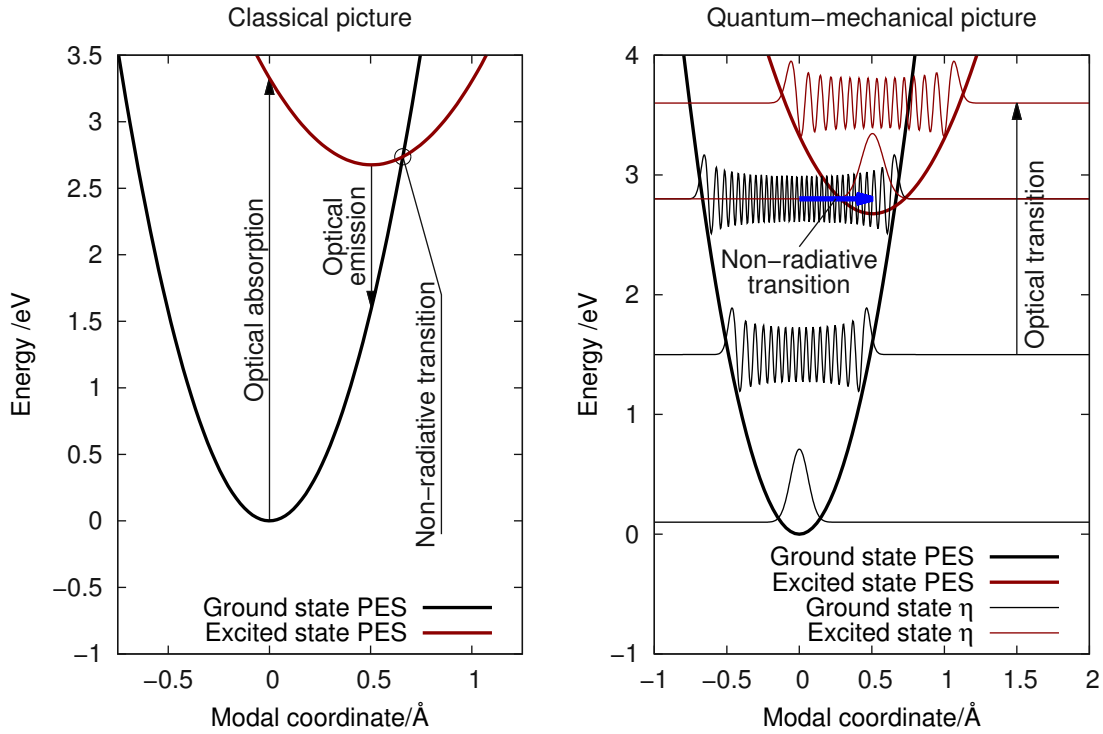 Classical picture
3.5
3
2.5
2
1.5
1
0.5
0
−0.5
−1
Energy /eV
Optical absorption
Optical
emission
Non−radiative transition
Ground state PES
Excited state PES
−0.5
0
0.5
1
Modal coordinate/Å
Quantum−mechanical picture
4
3
2
1
0
−1
Energy /eV
Non−radiative
transition
Optical transition
Ground state PES
Excited state PES
Ground state η
Excited state η
−1
−0.5
0
0.5
1
1.5
2
Modal coordinate/Å